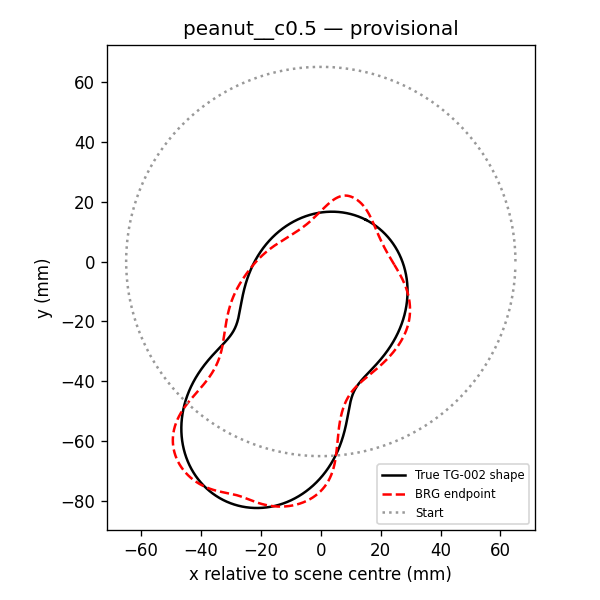 peanut__c0.5 — provisional
60
40
20
0
−20
−40
−60
−80
y (mm)
−60 −40 −20 0 20 40 60
x relative to scene centre (mm)
True TG-002 shape
BRG endpoint
Start